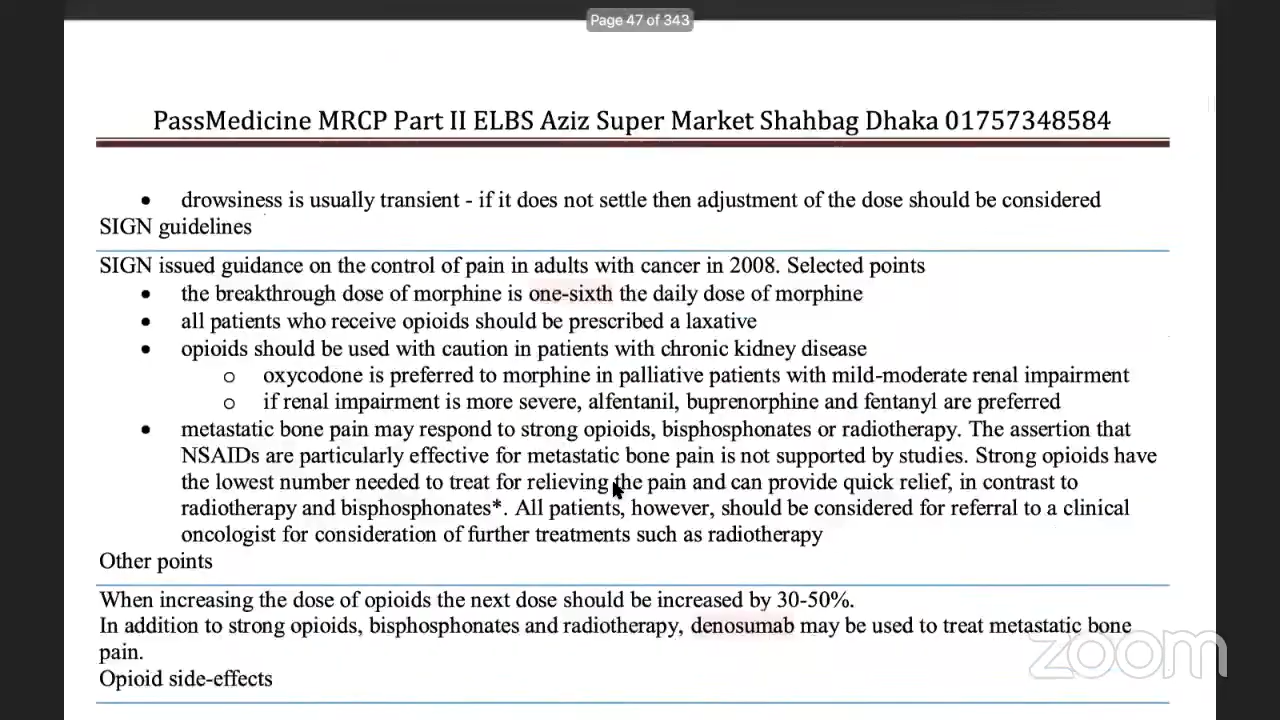 Page 47 of 343
PassMedicine MRCP Part II ELBS Aziz Super Market Shahbag Dhaka 01757348584
• drowsiness is usually transient - if it does not settle then adjustment of the dose should be considered
SIGN guidelines
SIGN issued guidance on the control of pain in adults with cancer in 2008. Selected points
• the breakthrough dose of morphine is one-sixth the daily dose of morphine
• all patients who receive opioids should be prescribed a laxative
• opioids should be used with caution in patients with chronic kidney disease
o oxycodone is preferred to morphine in palliative patients with mild-moderate renal impairment
o if renal impairment is more severe, alfentanil, buprenorphine and fentanyl are preferred
• metastatic bone pain may respond to strong opioids, bisphosphonates or radiotherapy. The assertion that
NSAIDs are particularly effective for metastatic bone pain is not supported by studies. Strong opioids have
the lowest number needed to treat for relieving the pain and can provide quick relief, in contrast to
radiotherapy and bisphosphonates*. All patients, however, should be considered for referral to a clinical
oncologist for consideration of further treatments such as radiotherapy
Other points
When increasing the dose of opioids the next dose should be increased by 30-50%.
In addition to strong opioids, bisphosphonates and radiotherapy, denosumab may be used to treat metastatic bone
pain.
Opioid side-effects
zoom